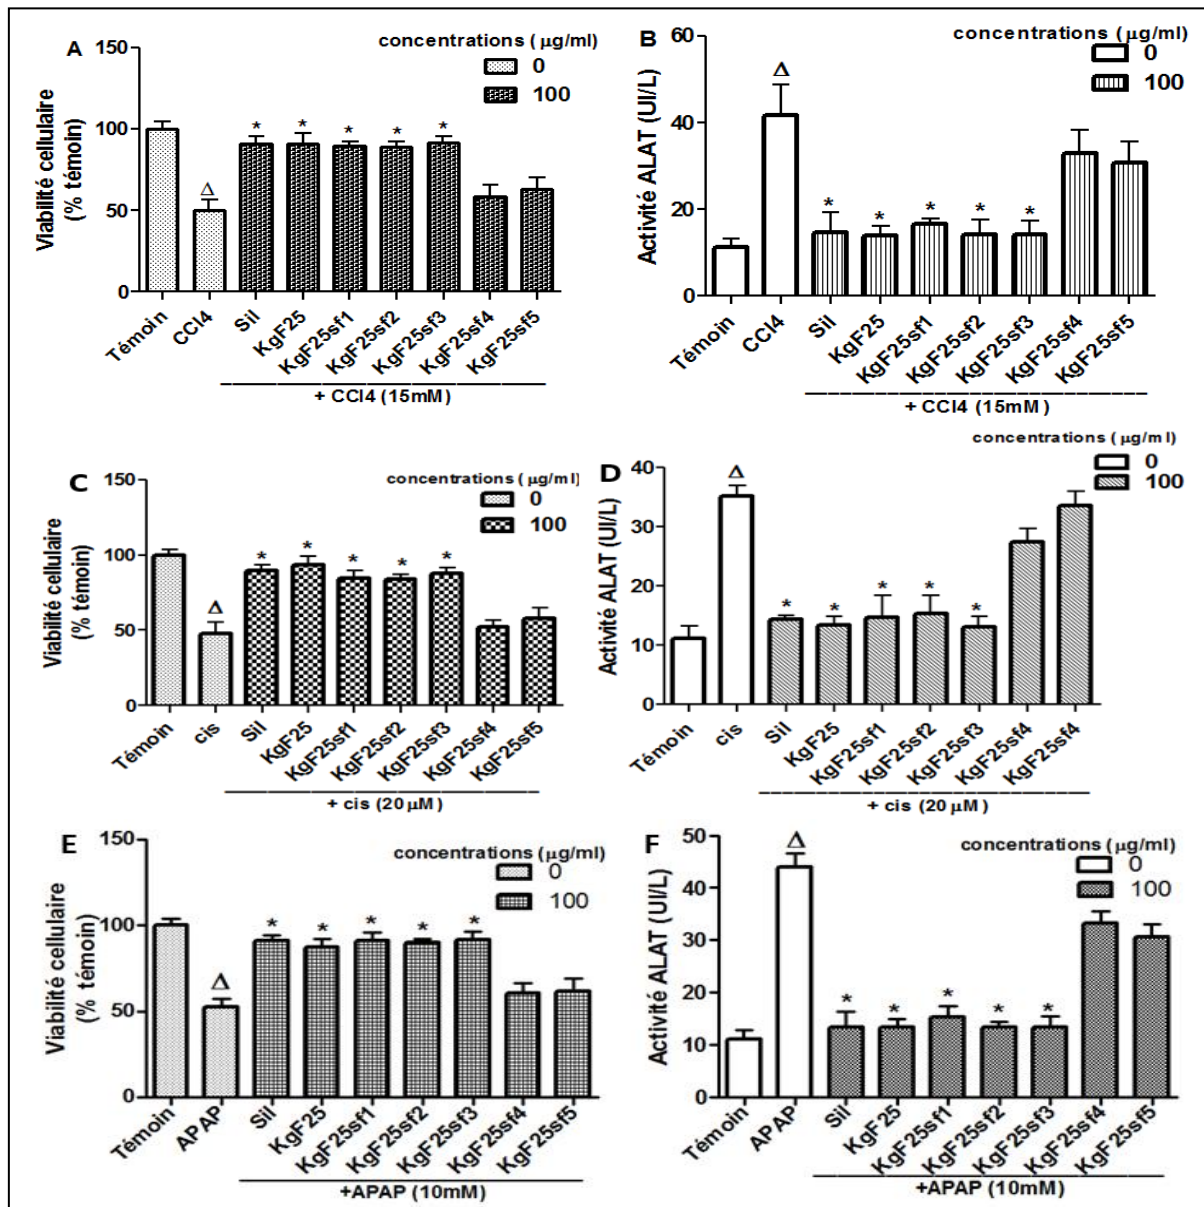 A
concentrations ( µg/ml)
0
100
Viabilité cellulaire
(% témoin)
150
100
50
0
Δ
* * * * *
Témoin
CCl4
Sil
KgF25
KgF25sf1
KgF25sf2
KgF25sf3
KgF25sf4
KgF25sf5
+ CCl4 (15mM)
B
concentrations ( µg/ml)
0
100
Activité ALAT (UI/L)
60
40
20
0
Δ
* * * * *
Témoin
CCl4
Sil
KgF25
KgF25sf1
KgF25sf2
KgF25sf3
KgF25sf4
KgF25sf5
+ CCl4 (15mM)
C
concentrations ( µg/ml)
0
100
Viabilité cellulaire
(% témoin)
150
100
50
0
Δ
* * * * *
Témoin
cis
Sil
KgF25
KgF25sf1
KgF25sf2
KgF25sf3
KgF25sf4
KgF25sf5
+ cis (20 µM)
D
concentrations ( µg/ml)
0
100
Activité ALAT (UI/L)
40
30
20
10
0
Δ
* * * * *
Témoin
cis
Sil
KgF25
KgF25sf1
KgF25sf2
KgF25sf3
KgF25sf4
KgF25sf4
+ cis (20 µM)
E
concentrations ( µg/ml)
0
100
Viabilité cellulaire
(% témoin)
150
100
50
0
Δ
* * * * *
Témoin
APAP
Sil
KgF25
KgF25sf1
KgF25sf2
KgF25sf3
KgF25sf4
KgF25sf5
+APAP (10mM)
F
concentrations ( µg/ml)
0
100
Activité ALAT (UI/L)
50
40
30
20
10
0
Δ
* * * * *
Témoin
APAP
Sil
KgF25
KgF25sf1
KgF25sf2
KgF25sf3
KgF25sf4
KgF25sf5
+APAP (10mM)